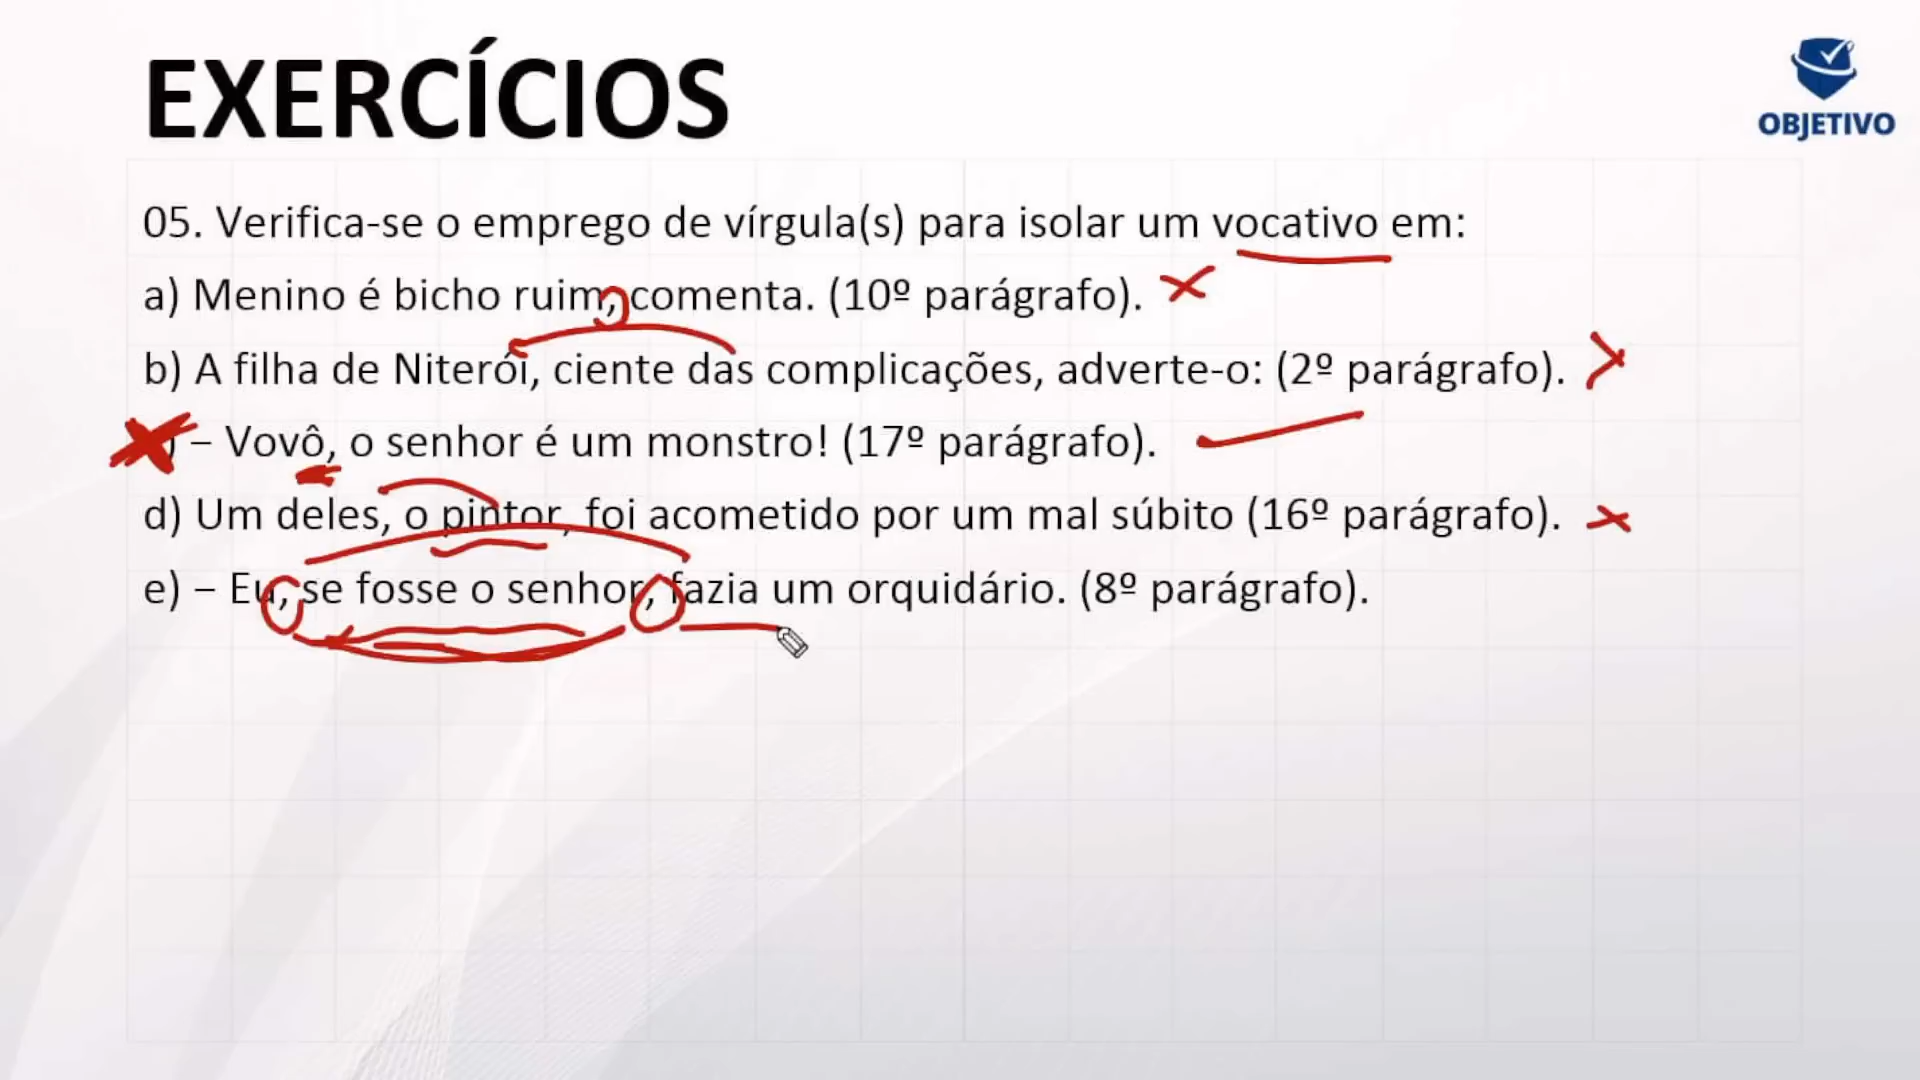 EXERCÍCIOS
OBJETIVO
05. Verifica-se o emprego de vírgula(s) para isolar um vocativo em:
a) Menino é bicho ruim, comenta. (10º parágrafo).
b) A filha de Niterói, ciente das complicações, adverte-o: (2º parágrafo).
) – Vovô, o senhor é um monstro! (17º parágrafo).
d) Um deles, o pintor, foi acometido por um mal súbito (16º parágrafo).
e) – Eu, se fosse o senhor, fazia um orquidário. (8º parágrafo).